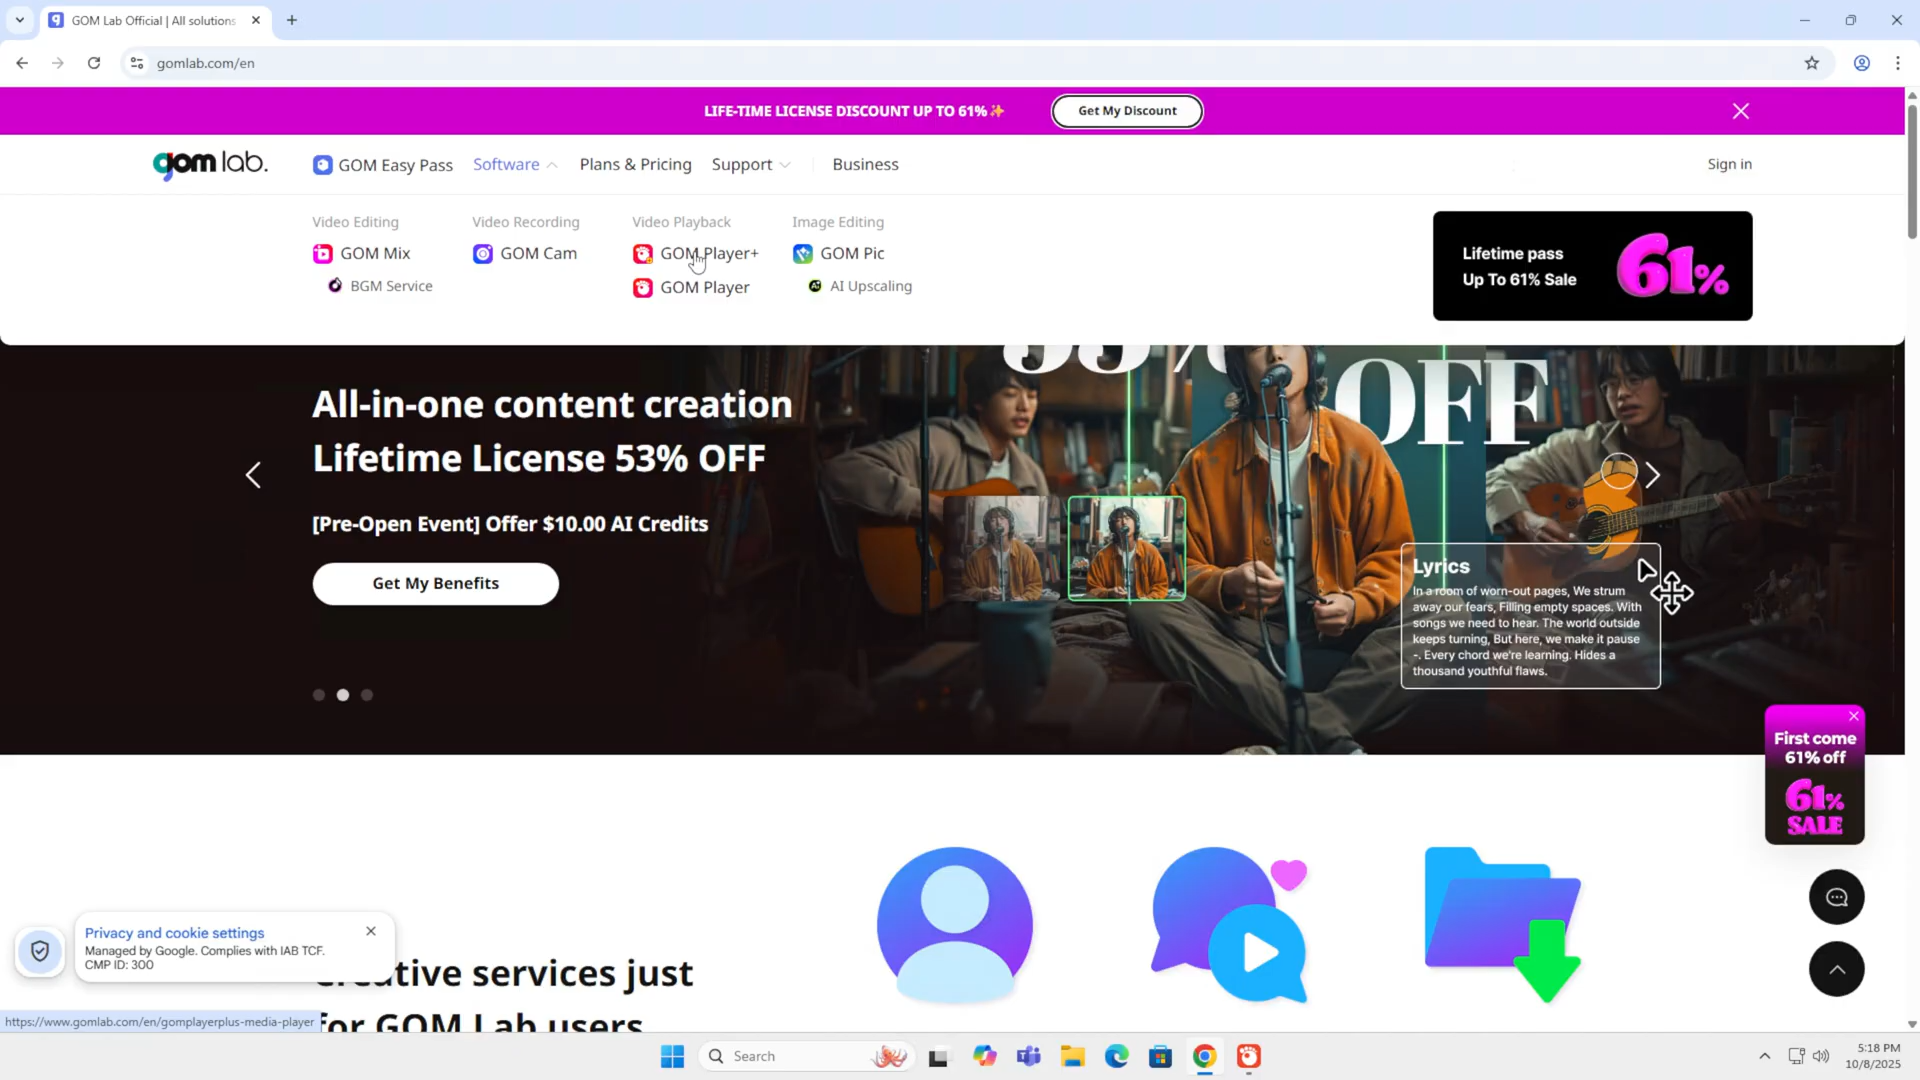 GOM Lab Official | All solutions
gomlab.com/en
LIFE-TIME LICENSE DISCOUNT UP TO 61%✨
Get My Discount
gom lab.
GOM Easy Pass
Software
Plans & Pricing
Support
Business
Sign in
Video Editing
Video Recording
Video Playback
Image Editing
GOM Mix
GOM Cam
GOM Player+
GOM Pic
BGM Service
GOM Player
AI Upscaling
Lifetime pass
Up To 61% Sale
61%
OFF
All-in-one content creation
Lifetime License 53% OFF
[Pre-Open Event] Offer $10.00 AI Credits
Get My Benefits
Lyrics
In a room of worn-out pages, We strum
away our fears, Filling empty spaces. With
songs we need to hear. The world outside
keeps turning, But here, we make it pause
-. Every chord we're learning. Hides a
thousand youthful flaws.
First come
61% off
61%
SALE
Privacy and cookie settings
Managed by Google. Complies with IAB TCF.
CMP ID: 300
Creative services just
for GOM Lab users
https://www.gomlab.com/en/gomplayerplus-media-player
Search
5:18 PM
10/8/2025